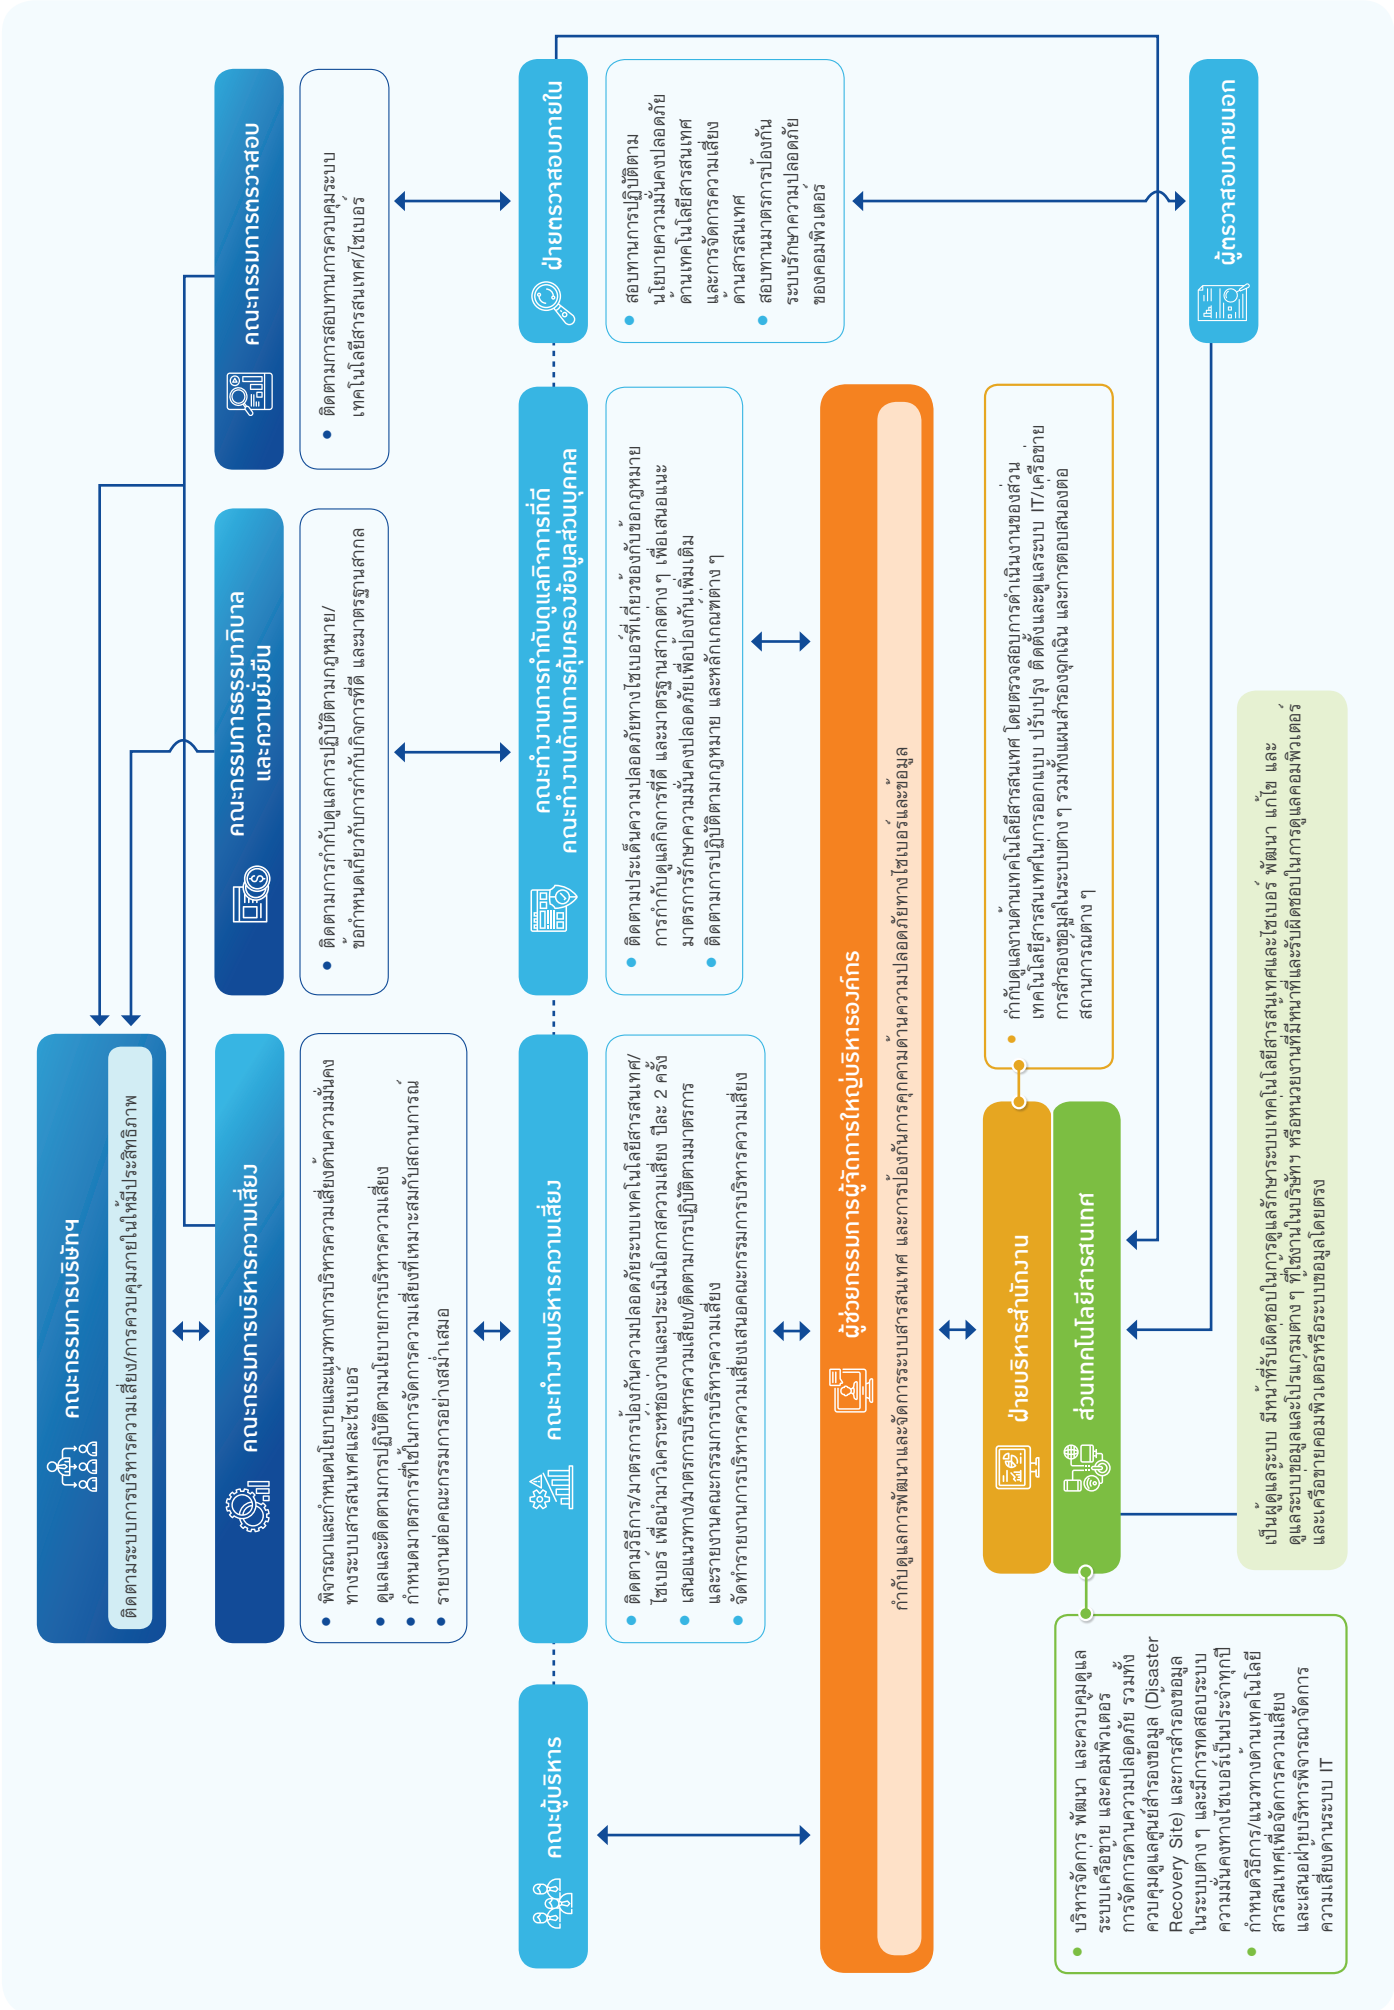 คณะกรรมการบริษัทฯ
ติดตามระบบการบริหารความเสี่ยง/การควบคุมภายในให้มีประสิทธิภาพ
คณะกรรมการบริหารความเสี่ยง
พิจารณาและกำหนดนโยบายและแนวทางการบริหารความเสี่ยงด้านความมั่นคง
ทางระบบสารสนเทศและไซเบอร์
ดูแลและติดตามการปฏิบัติตามนโยบายการบริหารความเสี่ยง
กำหนดมาตรการที่ใช้ในการจัดการความเสี่ยงที่เหมาะสมกับสถานการณ์
รายงานต่อคณะกรรมการอย่างสม่ำเสมอ
คณะกรรมการธรรมาภิบาล
และความยั่งยืน
ติดตามการกำกับดูแลการปฏิบัติตามกฎหมาย/
ข้อกำหนดเกี่ยวกับการกำกับกิจการที่ดี และมาตรฐานสากล
คณะกรรมการตรวจสอบ
ติดตามการสอบทานการควบคุมระบบ
เทคโนโลยีสารสนเทศ/ไซเบอร์
คณะผู้บริหาร
คณะทำงานบริหารความเสี่ยง
ติดตามวิธีการ/มาตรการป้องกันความปลอดภัยระบบเทคโนโลยีสารสนเทศ/
ไซเบอร์ เพื่อนำมาวิเคราะห์ช่องว่างและประเมินโอกาสความเสี่ยง ปีละ 2 ครั้ง
เสนอแนวทาง/มาตรการบริหารความเสี่ยง/ติดตามการปฏิบัติตามมาตรการ
และรายงานคณะกรรมการบริหารความเสี่ยง
จัดทำรายงานการบริหารความเสี่ยงเสนอคณะกรรมการบริหารความเสี่ยง
คณะทำงานการกำกับดูแลกิจการที่ดี
คณะทำงานด้านการคุ้มครองข้อมูลส่วนบุคคล
ติดตามประเด็นความปลอดภัยทางไซเบอร์ที่เกี่ยวข้องกับข้อกฎหมาย
การกำกับดูแลกิจการที่ดี และมาตรฐานสากลต่าง ๆ เพื่อเสนอแนะ
มาตรการรักษาความมั่นคงปลอดภัยเพื่อป้องกันเพิ่มเติม
ติดตามการปฏิบัติตามกฎหมาย และหลักเกณฑ์ต่าง ๆ
ฝ่ายตรวจสอบภายใน
สอบทานการปฏิบัติตาม
นโยบายความมั่นคงปลอดภัย
ด้านเทคโนโลยีสารสนเทศ
และการจัดการความเสี่ยง
ด้านสารสนเทศ
สอบทานมาตรการป้องกัน
ระบบรักษาความปลอดภัย
ของคอมพิวเตอร์
ผู้ช่วยกรรมการผู้จัดการใหญ่บริหารองค์กร
กำกับดูแลการพัฒนาและจัดการระบบสารสนเทศ และการป้องกันการคุกคามด้านความปลอดภัยทางไซเบอร์และข้อมูล
ฝ่ายบริหารสำนักงาน
กำกับดูแลงานด้านเทคโนโลยีสารสนเทศ โดยตรวจสอบการดำเนินงานของส่วน
เทคโนโลยีสารสนเทศในการออกแบบ ปรับปรุง ติดตั้งและดูแลระบบ IT/เครือข่าย
การสำรองข้อมูลในระบบต่าง ๆ รวมทั้งแผนสำรองฉุกเฉิน และการตอบสนองต่อ
สถานการณ์ต่าง ๆ
ส่วนเทคโนโลยีสารสนเทศ
ผู้ตรวจสอบภายนอก
บริหารจัดการ พัฒนา และควบคุมดูแล
ระบบเครือข่าย และคอมพิวเตอร์
การจัดการด้านความปลอดภัย รวมทั้ง
ควบคุมดูแลศูนย์สำรองข้อมูล (Disaster
Recovery Site) และการสำรองข้อมูล
ในระบบต่าง ๆ และมีการทดสอบระบบ
ความมั่นคงทางไซเบอร์เป็นประจำทุกปี
กำหนดวิธีการ/แนวทางด้านเทคโนโลยี
สารสนเทศเพื่อจัดการความเสี่ยง
และเสนอฝ่ายบริหารพิจารณาจัดการ
ความเสี่ยงด้านระบบ IT
เป็นผู้ดูแลระบบ มีหน้าที่รับผิดชอบในการดูแลรักษาระบบเทคโนโลยีสารสนเทศและไซเบอร์ พัฒนา แก้ไข และ
ดูแลระบบข้อมูลและโปรแกรมต่าง ๆ ที่ใช้งานในบริษัทฯ หรือหน่วยงานที่มีหน้าที่และรับผิดชอบในการดูแลคอมพิวเตอร์
และเครือข่ายคอมพิวเตอร์หรือระบบข้อมูลโดยตรง